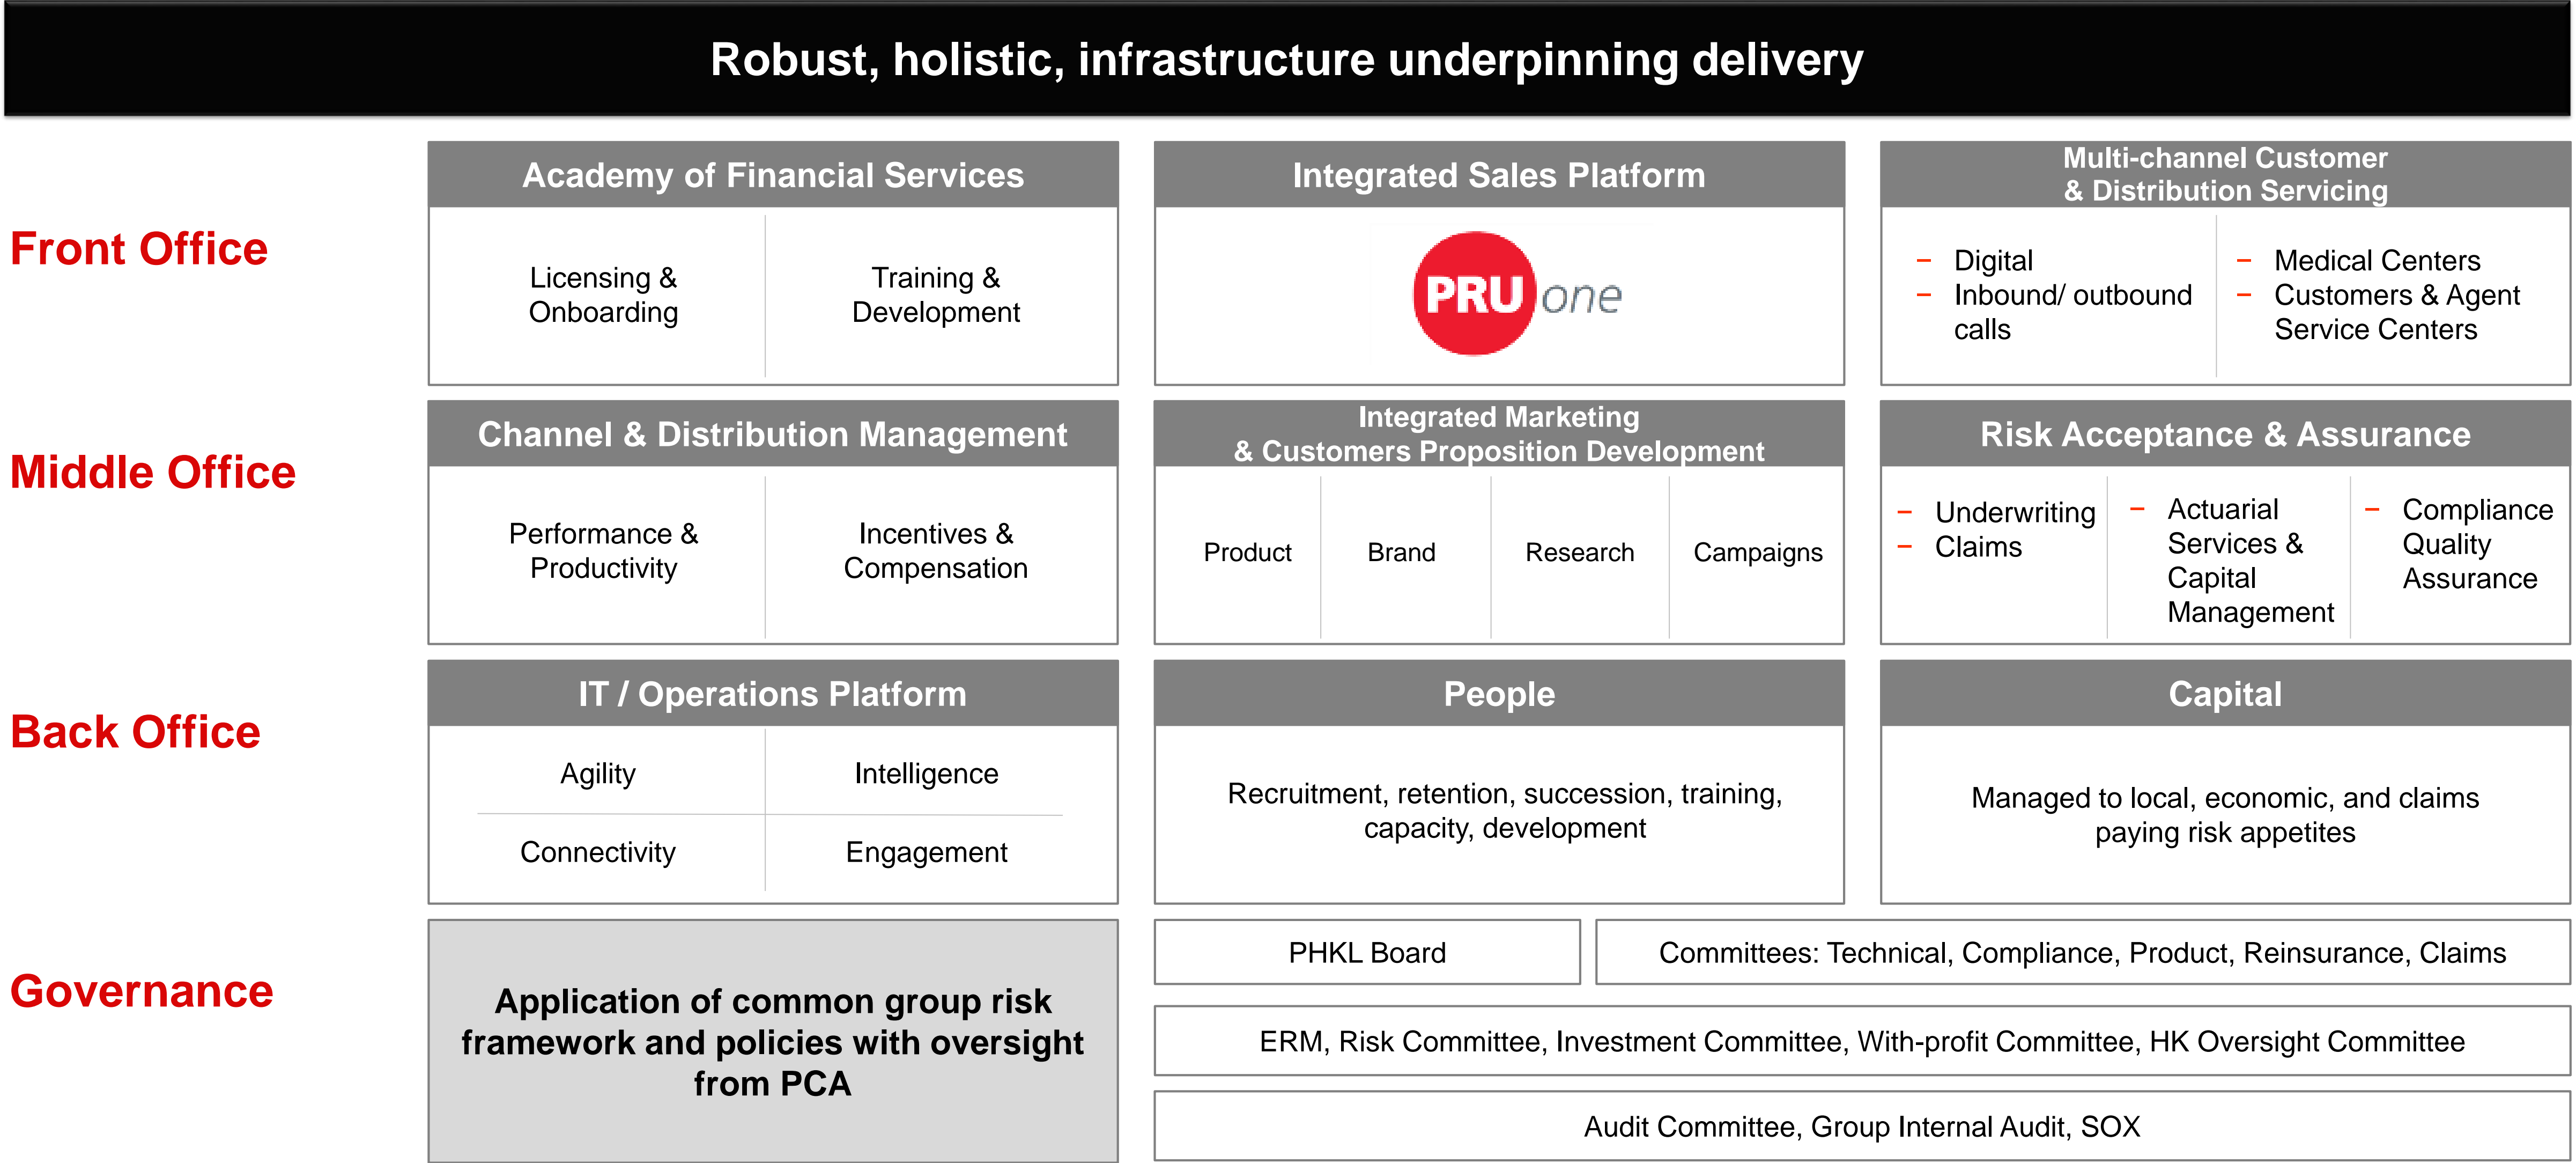 Robust, holistic, infrastructure underpinning delivery
Front Office
Academy of Financial Services
Licensing &
Onboarding
Training &
Development
Integrated Sales Platform
PRU one
Multi-channel Customer
& Distribution Servicing
– Digital
– Inbound/ outbound
calls
– Medical Centers
– Customers & Agent
Service Centers
Middle Office
Channel & Distribution Management
Performance &
Productivity
Incentives &
Compensation
Integrated Marketing
& Customers Proposition Development
Product
Brand
Research
Campaigns
Risk Acceptance & Assurance
– Underwriting
– Claims
– Actuarial
Services &
Capital
Management
– Compliance
Quality
Assurance
Back Office
IT / Operations Platform
Agility
Intelligence
Connectivity
Engagement
People
Recruitment, retention, succession, training,
capacity, development
Capital
Managed to local, economic, and claims
paying risk appetites
Governance
Application of common group risk
framework and policies with oversight
from PCA
PHKL Board
Committees: Technical, Compliance, Product, Reinsurance, Claims
ERM, Risk Committee, Investment Committee, With-profit Committee, HK Oversight Committee
Audit Committee, Group Internal Audit, SOX